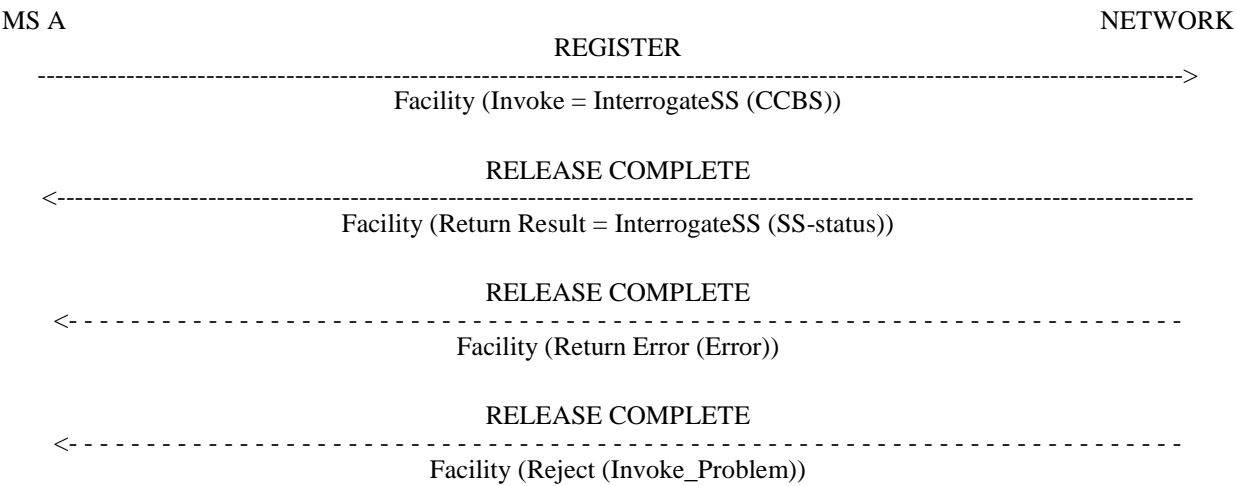 MS A NETWORK
REGISTER
Facility (Invoke = InterrogateSS (CCBS))
RELEASE COMPLETE
Facility (Return Result = InterrogateSS (SS-status))
RELEASE COMPLETE
Facility (Return Error (Error))
RELEASE COMPLETE
Facility (Reject (Invoke_Problem))